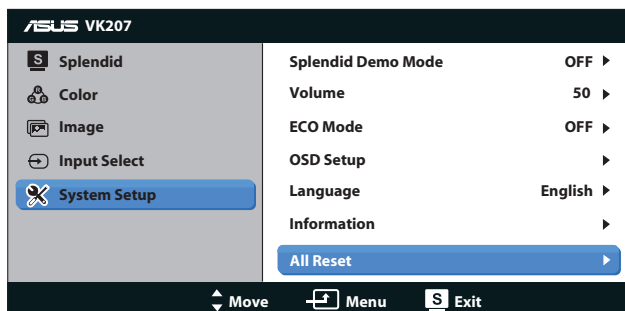 ASUS VK207
S Splendid
Color
Image
Input Select
System Setup
Splendid Demo Mode OFF
Volume 50
ECO Mode OFF
OSD Setup
Language English
Information
All Reset
Move Menu S Exit